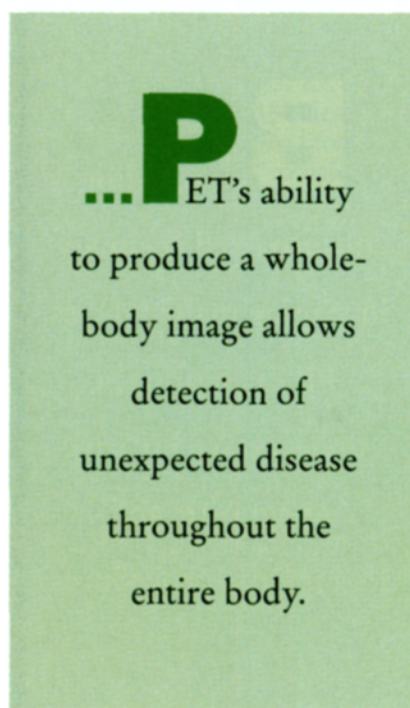 ...PET's ability
to produce a whole-
body image allows
detection of
unexpected disease
throughout the
entire body.